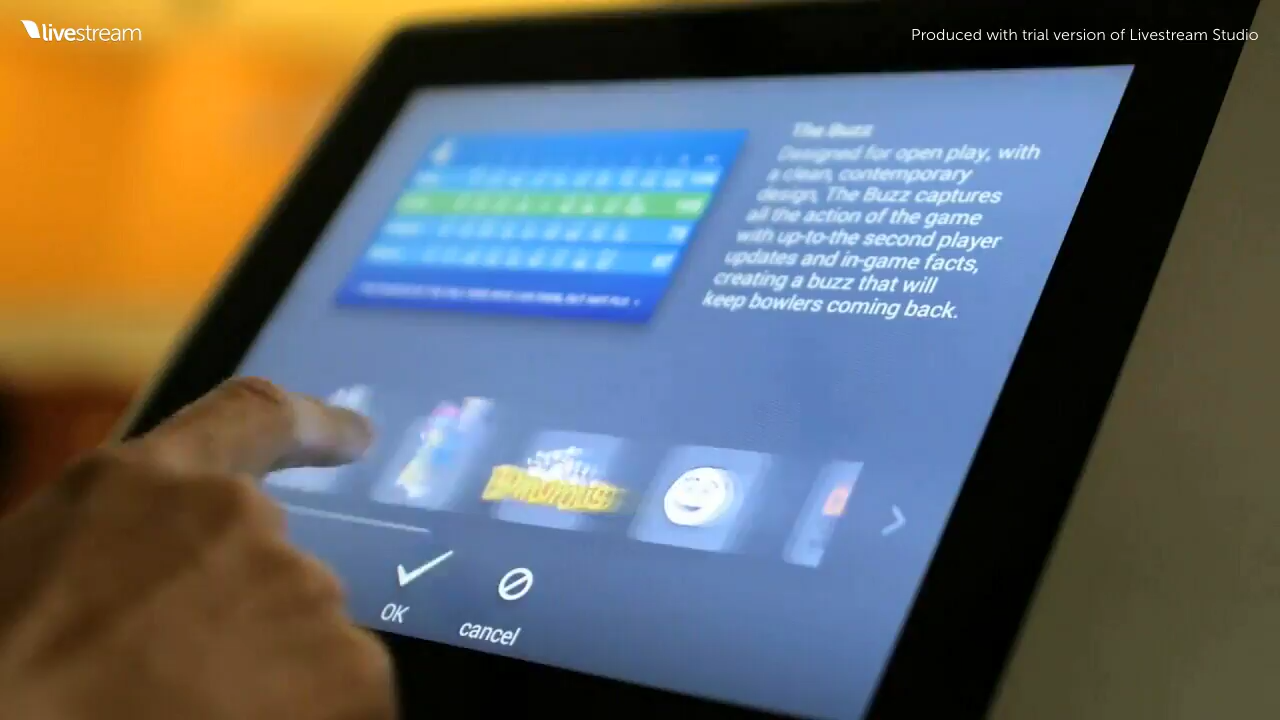 livestream
Produced with trial version of Livestream Studio
The Buzz
Designed for open play, with
a clean, contemporary
design, The Buzz captures
all the action of the game
with up-to-the second player
updates and in-game facts,
creating a buzz that will
keep bowlers coming back.
OK
cancel